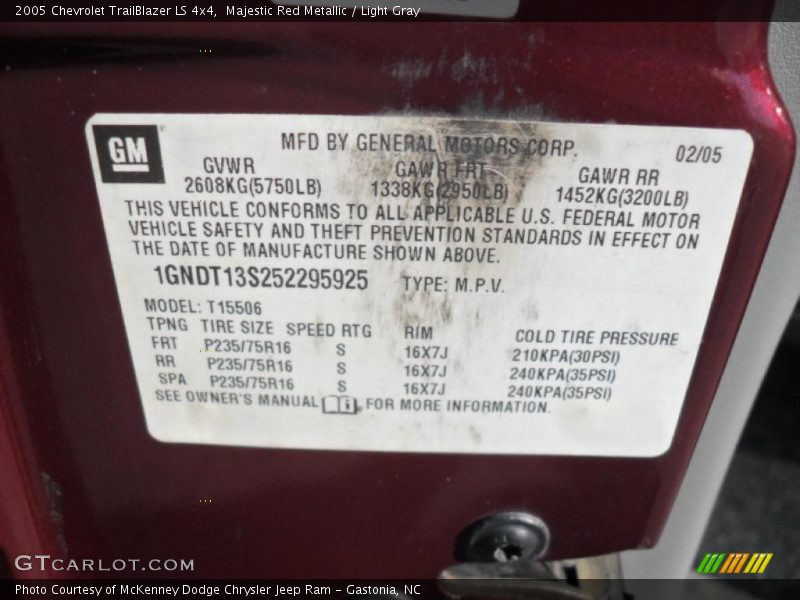 2005 Chevrolet TrailBlazer LS 4x4, Majestic Red Metallic / Light Gray
GM
MFD BY GENERAL MOTORS CORP.
02/05
GVWR GAWR FRT GAWR RR
2608KG(5750LB) 1338KG(2950LB) 1452KG(3200LB)
THIS VEHICLE CONFORMS TO ALL APPLICABLE U.S. FEDERAL MOTOR
VEHICLE SAFETY AND THEFT PREVENTION STANDARDS IN EFFECT ON
THE DATE OF MANUFACTURE SHOWN ABOVE.
1GNDT13S252295925 TYPE: M.P.V.
MODEL: T15506
TPNG TIRE SIZE SPEED RTG RIM COLD TIRE PRESSURE
FRT P235/75R16 S 16X7J 210KPA(30PSI)
RR P235/75R16 S 16X7J 240KPA(35PSI)
SPA P235/75R16 S 16X7J 240KPA(35PSI)
SEE OWNER'S MANUAL FOR MORE INFORMATION.
GTCARLOT.COM
Photo Courtesy of McKenney Dodge Chrysler Jeep Ram - Gastonia, NC